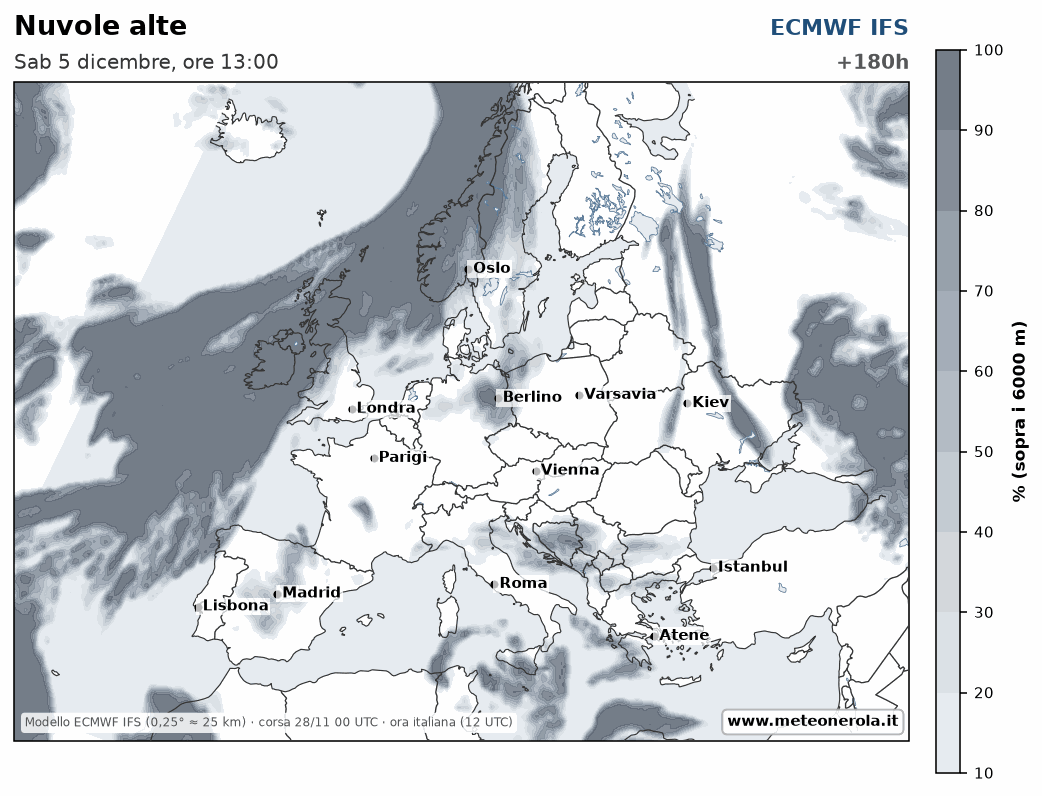 Nuvole alte
ECMWF IFS
Sab 5 dicembre, ore 13:00
+180h
100
90
80
70
60
50
40
30
20
10
% (sopra i 6000 m)
Oslo
Berlino
Varsavia
Kiev
Londra
Parigi
Vienna
Istanbul
Roma
Madrid
Lisbona
Atene
Modello ECMWF IFS (0,25° ≈ 25 km) · corsa 28/11 00 UTC · ora italiana (12 UTC)
www.meteonerola.it